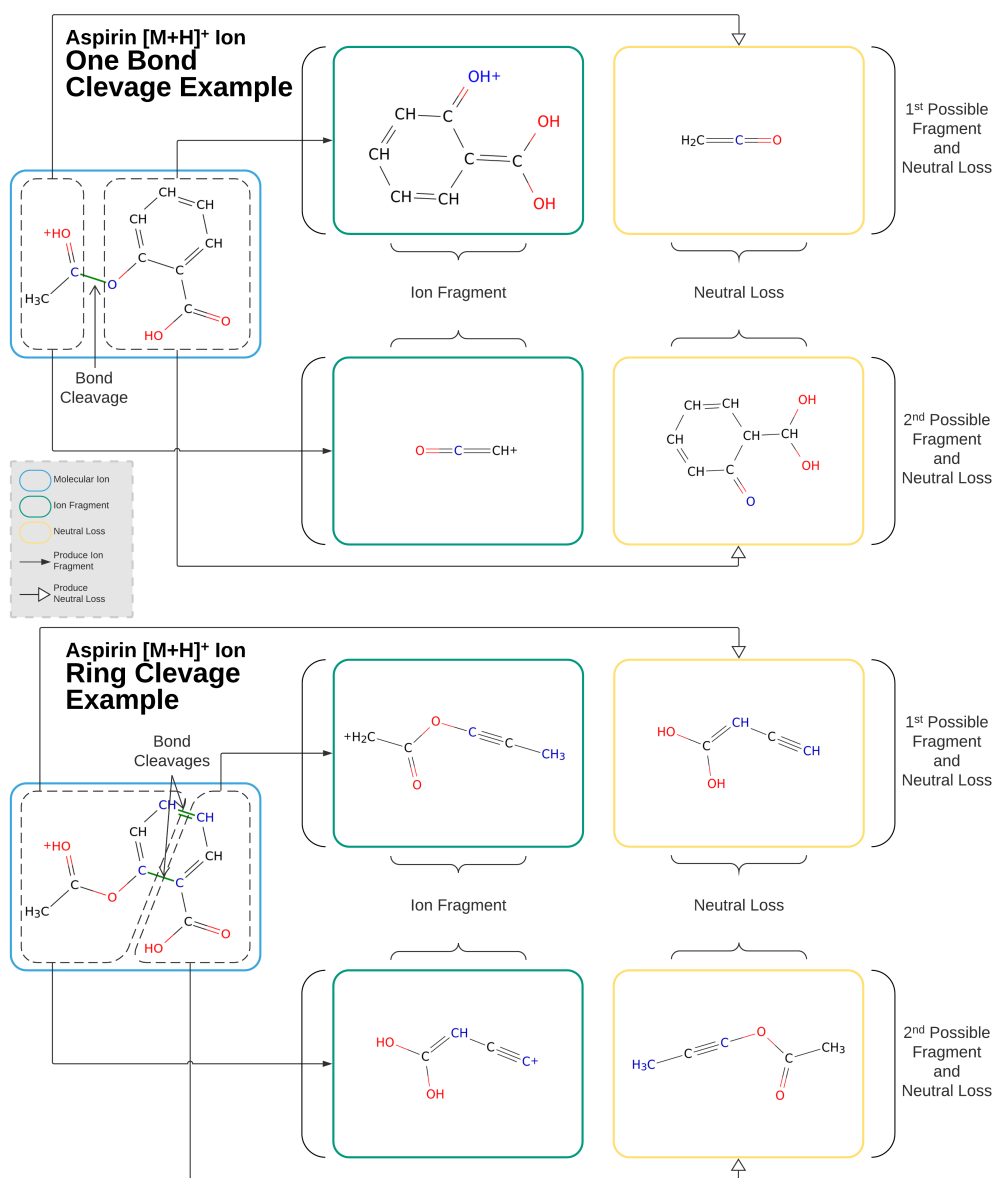 Aspirin [M+H]+ Ion
One Bond
Clevage Example
OH+
CH
C
OH
CH
C
C
CH
CH
OH
H₂C
C
O
1st Possible
Fragment
and
Neutral Loss
CH
CH
CH
+HO
C
CH
C
C
O
H₃C
C
O
HO
Bond
Cleavage
Ion Fragment
Neutral Loss
O
C
CH+
CH
CH
OH
CH
CH
CH
CH
C
OH
O
2nd Possible
Fragment
and
Neutral Loss
Molecular Ion
Ion Fragment
Neutral Loss
Produce Ion
Fragment
Produce
Neutral Loss
Aspirin [M+H]+ Ion
Ring Clevage
Example
Bond
Cleavages
CH
CH
CH
+HO
CH
C
C
C
O
H₃C
C
O
HO
+H₂C
C
O
O
C
C
CH₃
HO
C
CH
C
CH
OH
1st Possible
Fragment
and
Neutral Loss
Ion Fragment
Neutral Loss
HO
C
CH
C
C+
OH
H₃C
C
C
O
C
CH₃
O
2nd Possible
Fragment
and
Neutral Loss